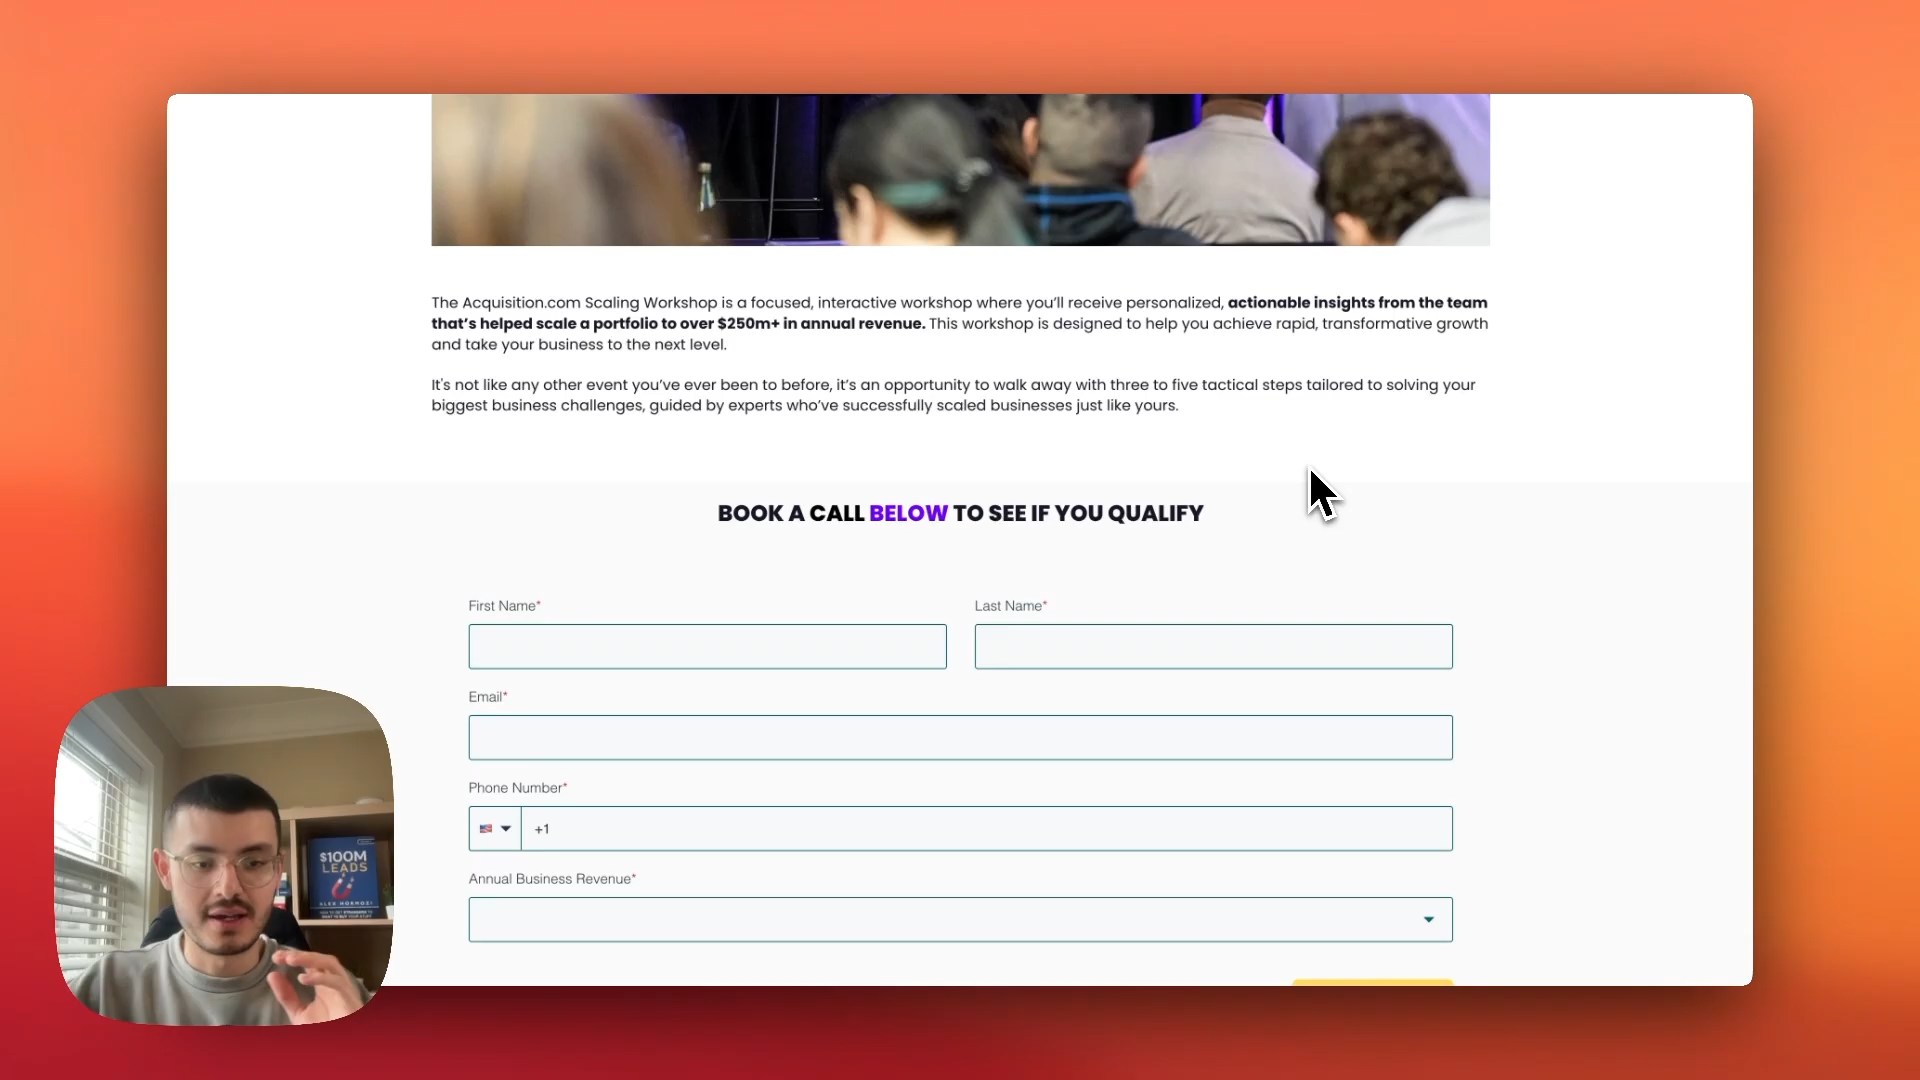 The Acquisition.com Scaling Workshop is a focused, interactive workshop where you'll receive personalized, actionable insights from the team
that's helped scale a portfolio to over $250m+ in annual revenue. This workshop is designed to help you achieve rapid, transformative growth
and take your business to the next level.
It's not like any other event you've ever been to before, it's an opportunity to walk away with three to five tactical steps tailored to solving your
biggest business challenges, guided by experts who've successfully scaled businesses just like yours.
BOOK A CALL BELOW TO SEE IF YOU QUALIFY
First Name*
Last Name*
Email*
Phone Number*
+1
Annual Business Revenue*
$100M
LEADS
ALEX HORMOZI